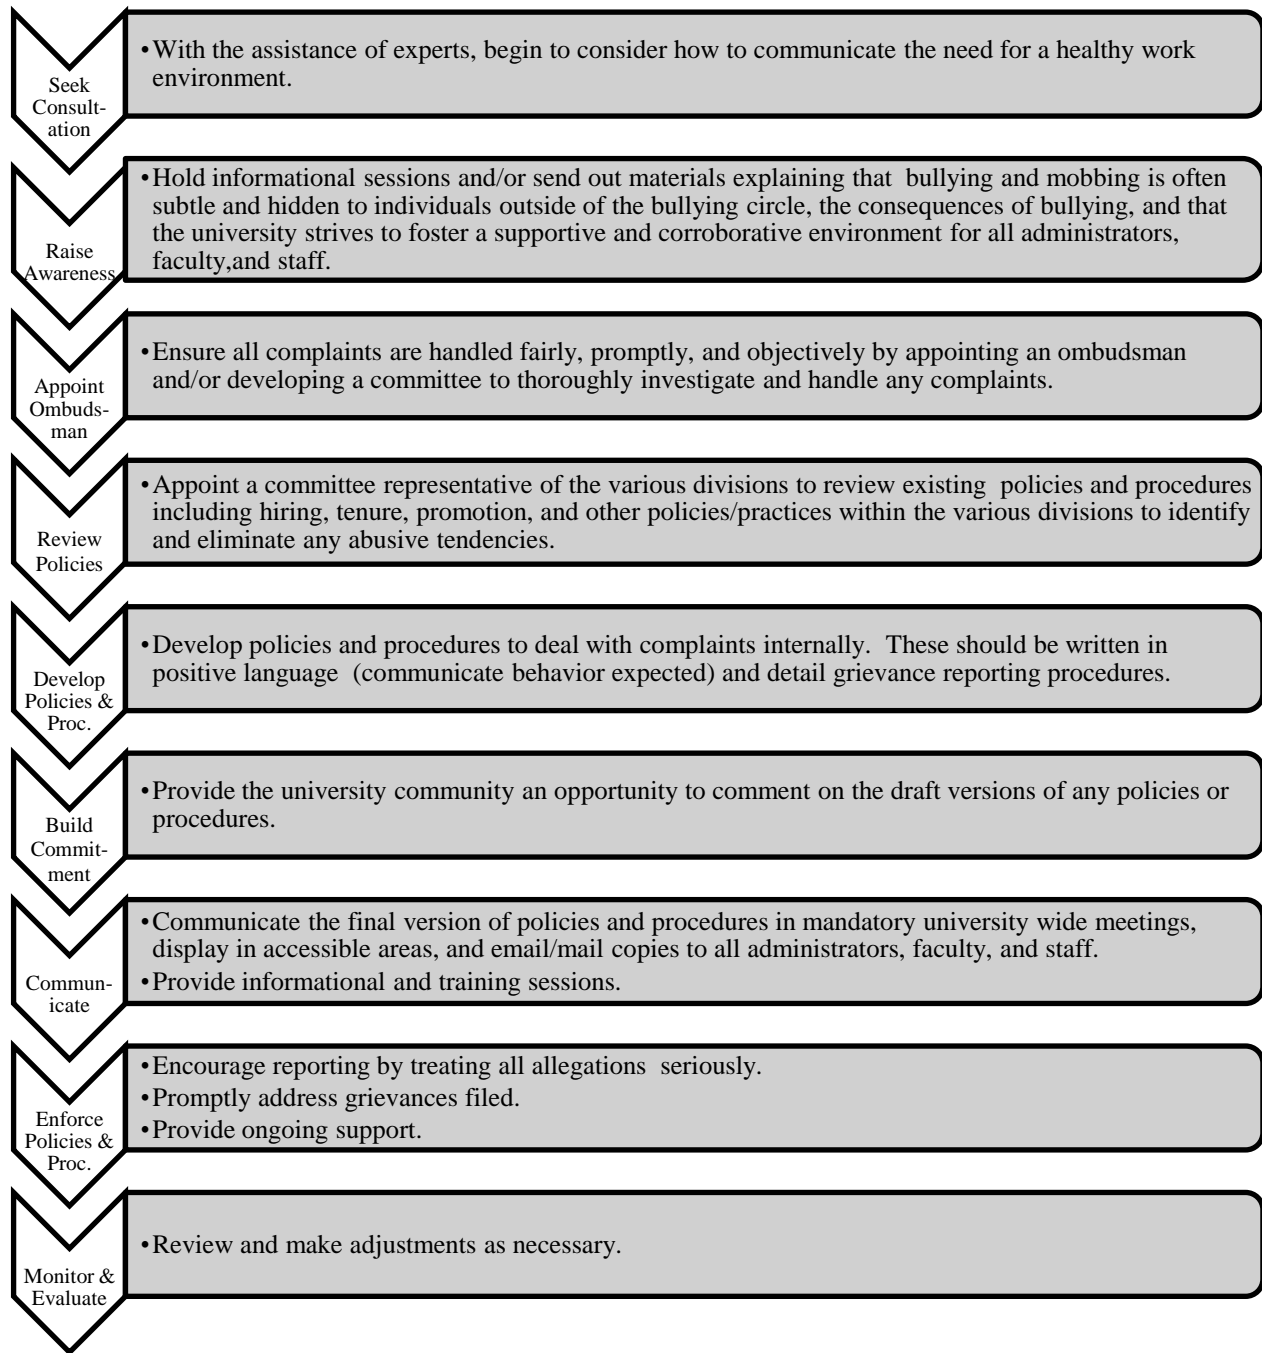 Seek
Consult-
ation
•With the assistance of experts, begin to consider how to communicate the need for a healthy work
environment.
Raise
Awareness
•Hold informational sessions and/or send out materials explaining that  bullying and mobbing is often
subtle and hidden to individuals outside of the bullying circle, the consequences of bullying, and that
the university strives to foster a supportive and corroborative environment for all administrators,
faculty,and staff.
Appoint
Ombuds-
man
•Ensure all complaints are handled fairly, promptly, and objectively by appointing an ombudsman
and/or developing a committee to thoroughly investigate and handle any complaints.
Review
Policies
•Appoint a committee representative of the various divisions to review existing  policies and procedures
including hiring, tenure, promotion, and other policies/practices within the various divisions to identify
and eliminate any abusive tendencies.
Develop
Policies &
Proc.
•Develop policies and procedures to deal with complaints internally.  These should be written in
positive language  (communicate behavior expected) and detail grievance reporting procedures.
Build
Commit-
ment
•Provide the university community an opportunity to comment on the draft versions of any policies or
procedures.
Commun-
icate
•Communicate the final version of policies and procedures in mandatory university wide meetings,
display in accessible areas, and email/mail copies to all administrators, faculty, and staff.
•Provide informational and training sessions.
Enforce
Policies &
Proc.
•Encourage reporting by treating all allegations  seriously.
•Promptly address grievances filed.
•Provide ongoing support.
Monitor &
Evaluate
•Review and make adjustments as necessary.